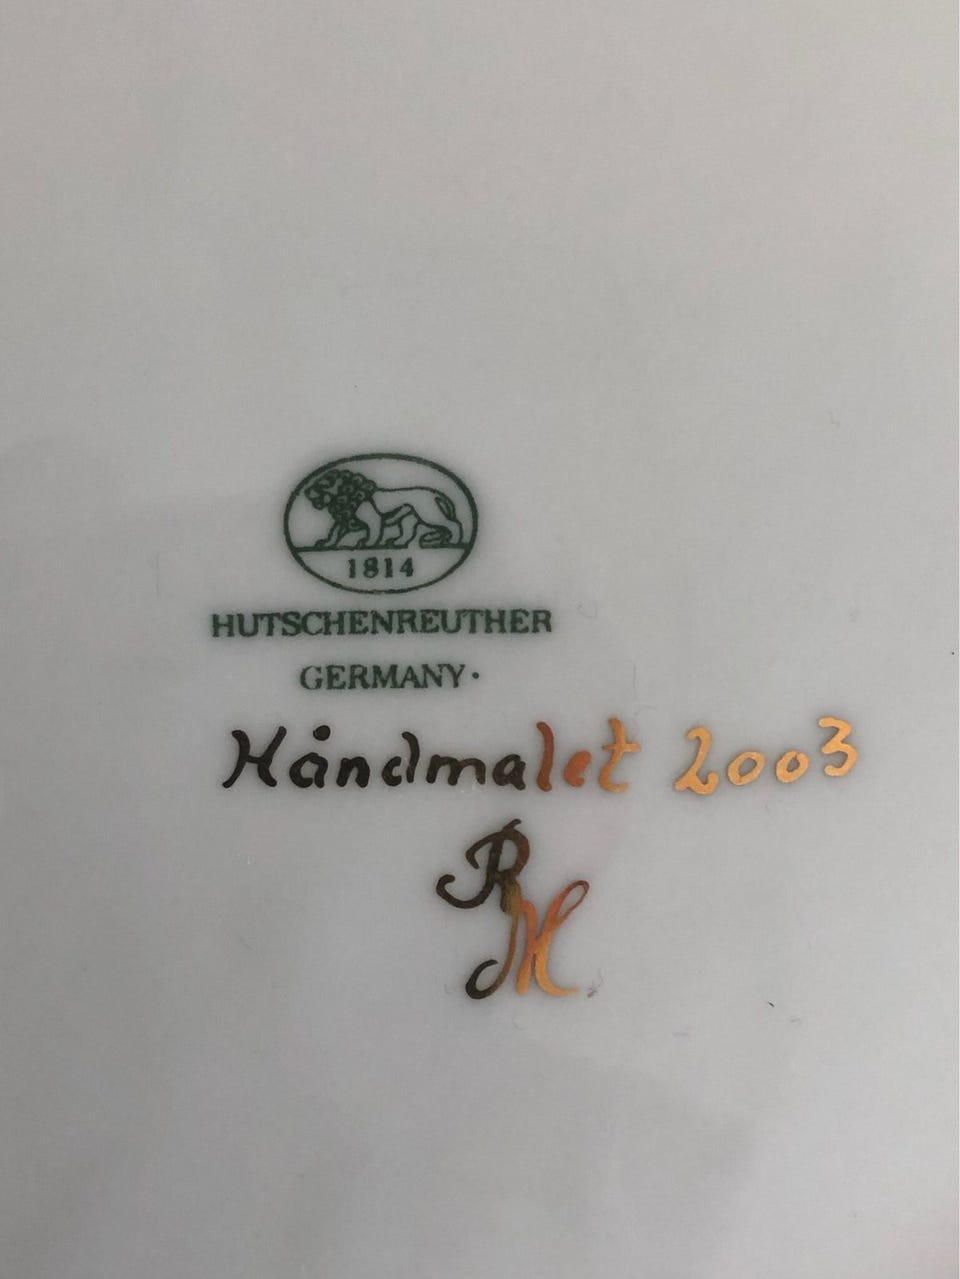 1814
HUTSCHENREUTHER
GERMANY·
Håndmalet 2003
RM